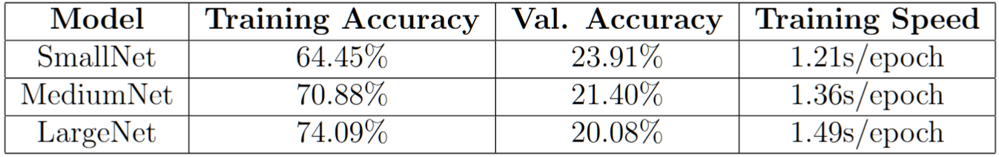 Model Training Accuracy Val. Accuracy Training Speed
SmallNet 64.45% 23.91% 1.21s/epoch
MediumNet 70.88% 21.40% 1.36s/epoch
LargeNet 74.09% 20.08% 1.49s/epoch